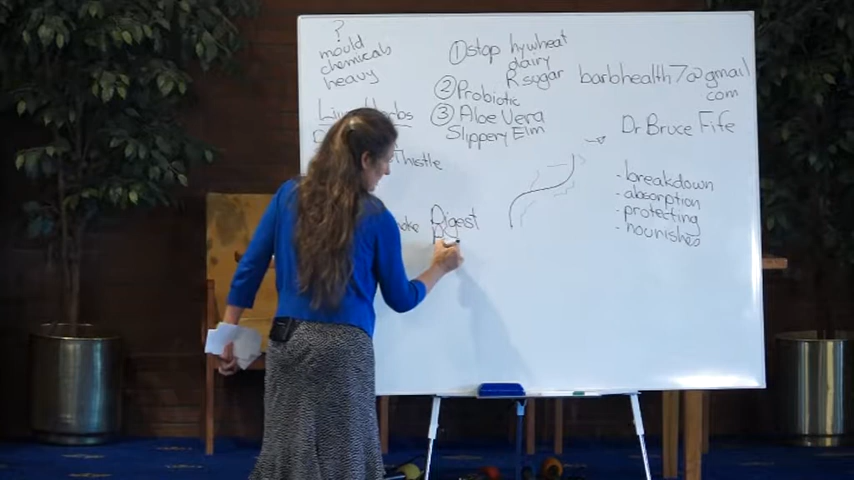 ?
mould
chemicals
heavy
Herbs
Thistle
① Stop hywheat
dairy
R.sugar
② Probiotic
③ Aloe Vera
Slippery Elm
Digest
barbhealth7@gmail
com
Dr Bruce Fife
- breakdown
- absorption
- protecting
- nourishes